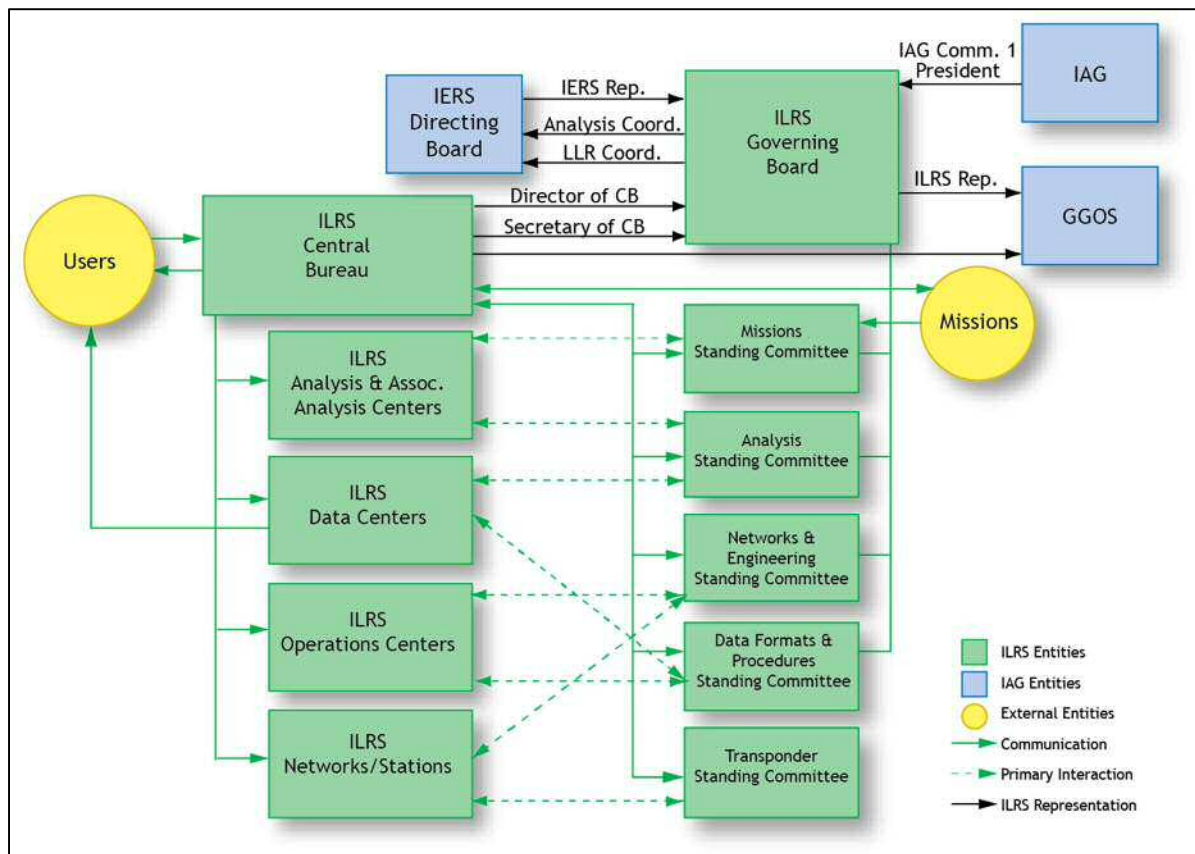 IAG Comm. 1
President
IAG
IERS
Directing
Board
IERS Rep.
Analysis Coord.
LLR Coord.
ILRS
Governing
Board
ILRS Rep.
GGOS
Director of CB
Secretary of CB
ILRS
Central
Bureau
Users
Missions
ILRS
Analysis & Assoc.
Analysis Centers
Missions
Standing Committee
Analysis
Standing Committee
ILRS
Data Centers
Networks &
Engineering
Standing Committee
ILRS
Operations Centers
Data Formats &
Procedures
Standing Committee
ILRS
Networks/Stations
Transponder
Standing Committee
ILRS Entities
IAG Entities
External Entities
Communication
Primary Interaction
ILRS Representation